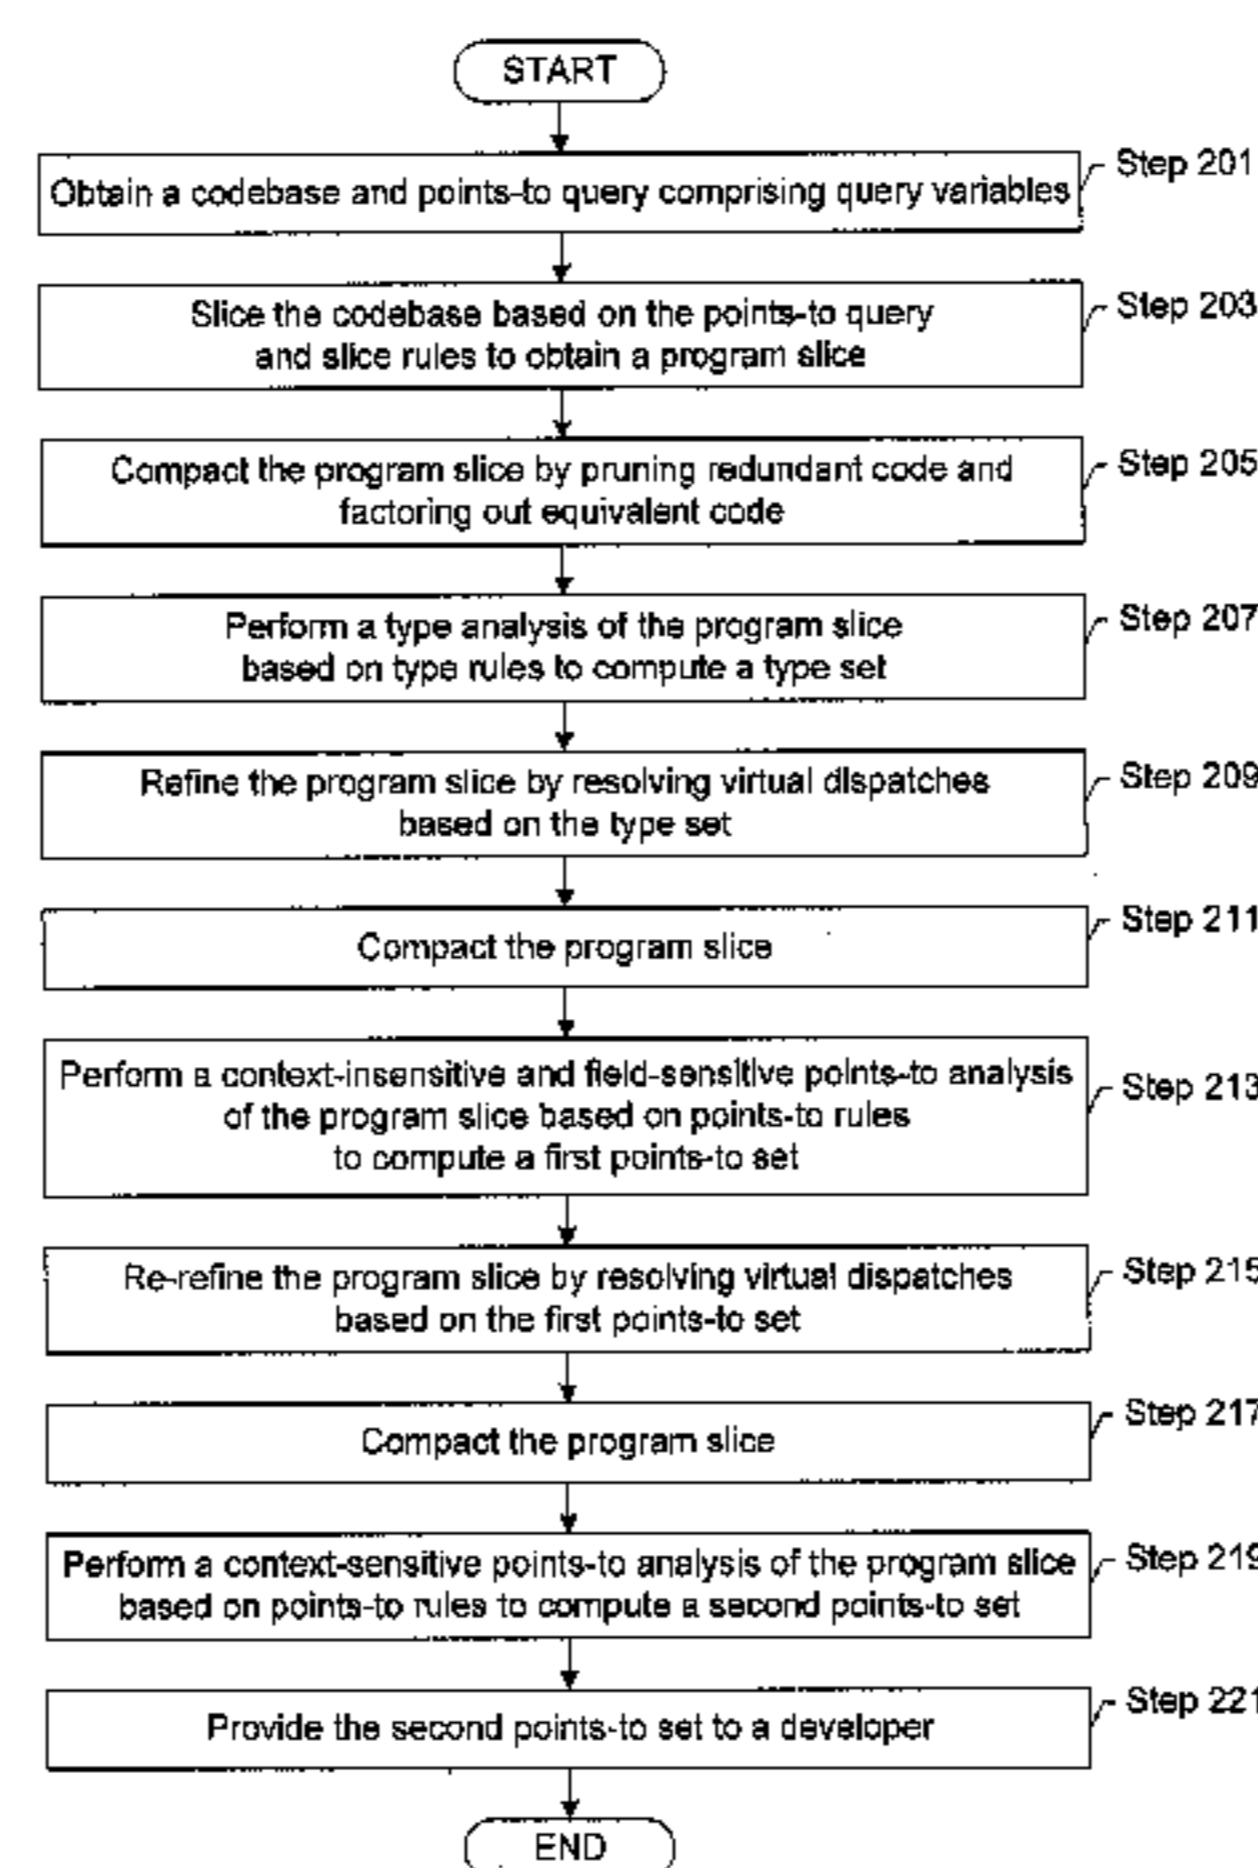 START
Obtain a codebase and points-to query comprising query variables
Step 201
Slice the codebase based on the points-to query
and slice rules to obtain a program slice
Step 203
Compact the program slice by pruning redundant code and
factoring out equivalent code
Step 205
Perform a type analysis of the program slice
based on type rules to compute a type set
Step 207
Refine the program slice by resolving virtual dispatches
based on the type set
Step 209
Compact the program slice
Step 211
Perform a context-insensitive and field-sensitive points-to analysis
of the program slice based on points-to rules
to compute a first points-to set
Step 213
Re-refine the program slice by resolving virtual dispatches
based on the first points-to set
Step 215
Compact the program slice
Step 217
Perform a context-sensitive points-to analysis of the program slice
based on points-to rules to compute a second points-to set
Step 219
Provide the second points-to set to a developer
Step 221
END